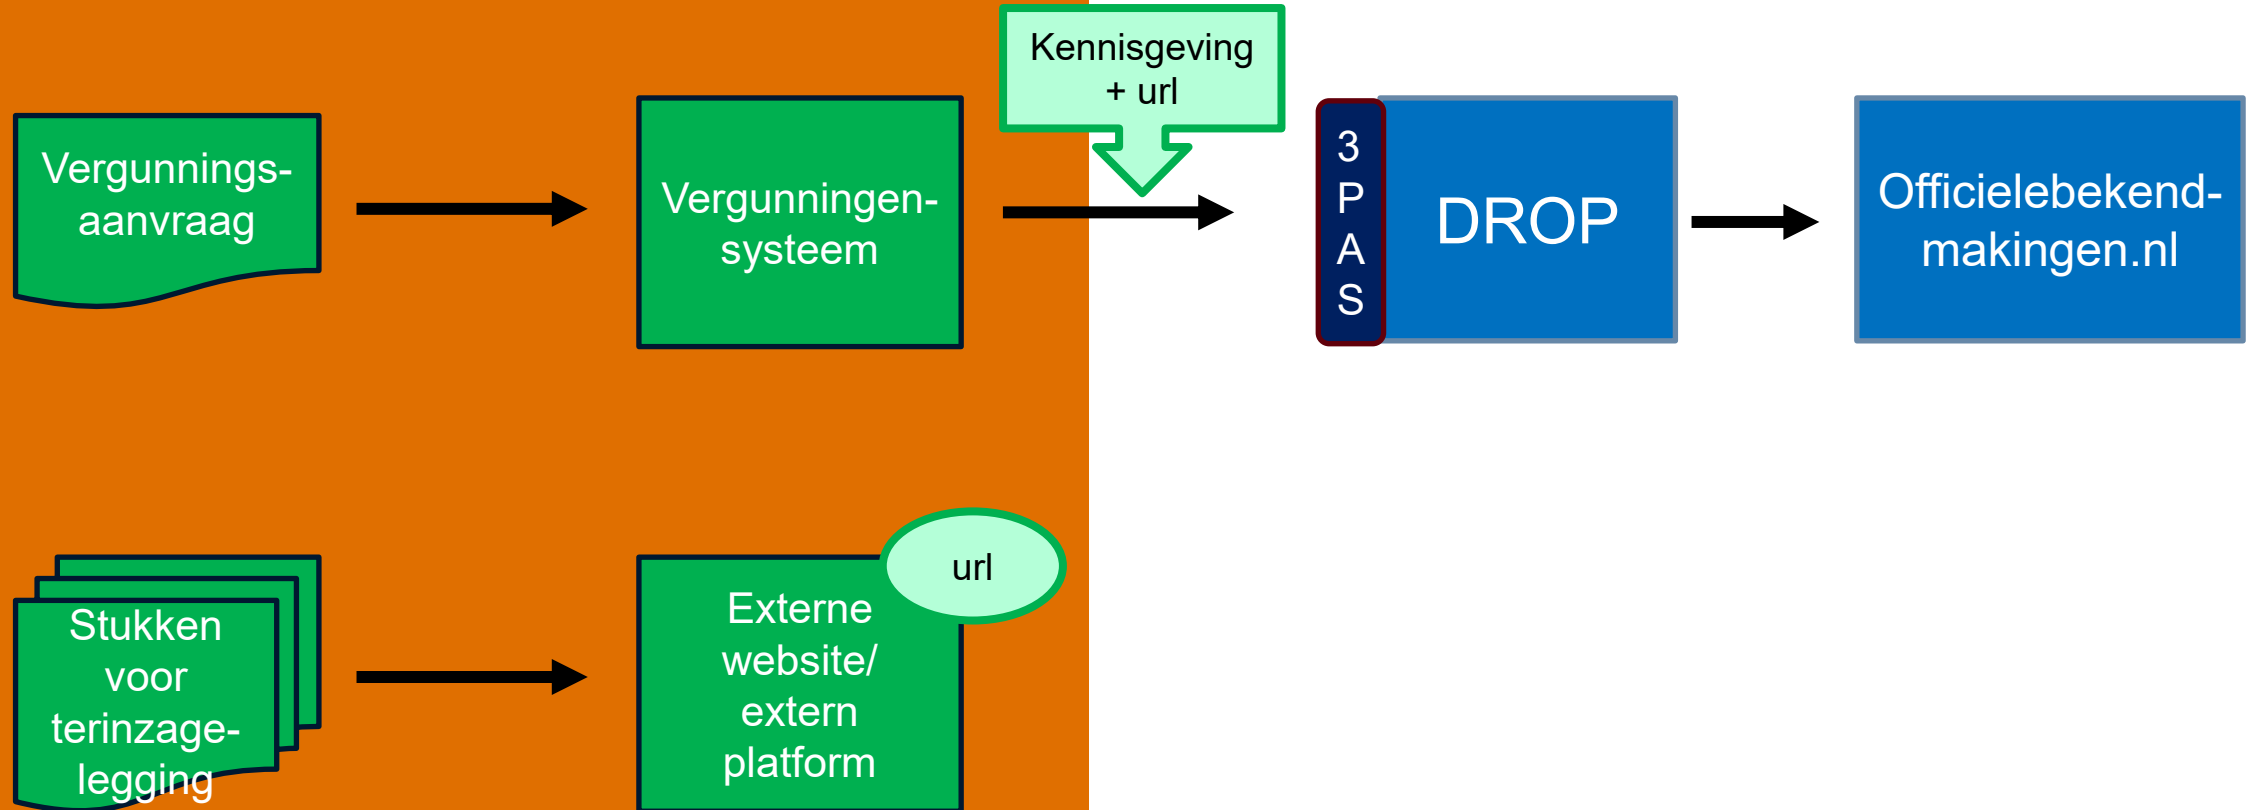 Kennisgeving
+ url
Vergunnings-
aanvraag
Vergunningen-
systeem
3
P
A
S
DROP
Officielebekend-
makingen.nl
Stukken
voor
terinzage-
legging
Externe
website/
extern
platform
url